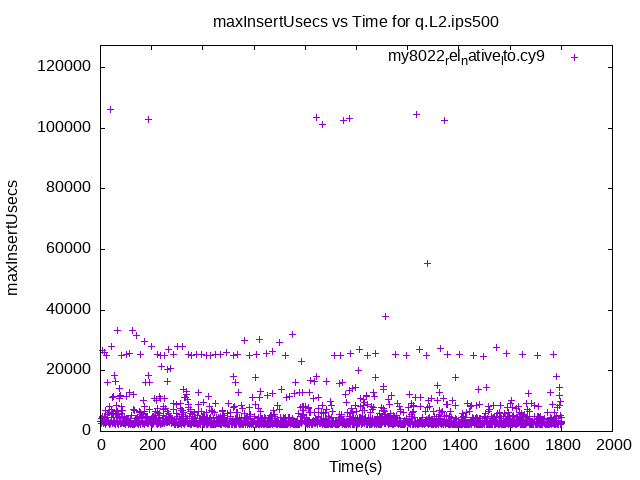 maxInsertUsecs vs Time for q.L2.ips500
my8022relnativelto.cy9
120000
100000
80000
60000
40000
20000
0
maxInsertUsecs
0 200 400 600 800 1000 1200 1400 1600 1800 2000
Time(s)